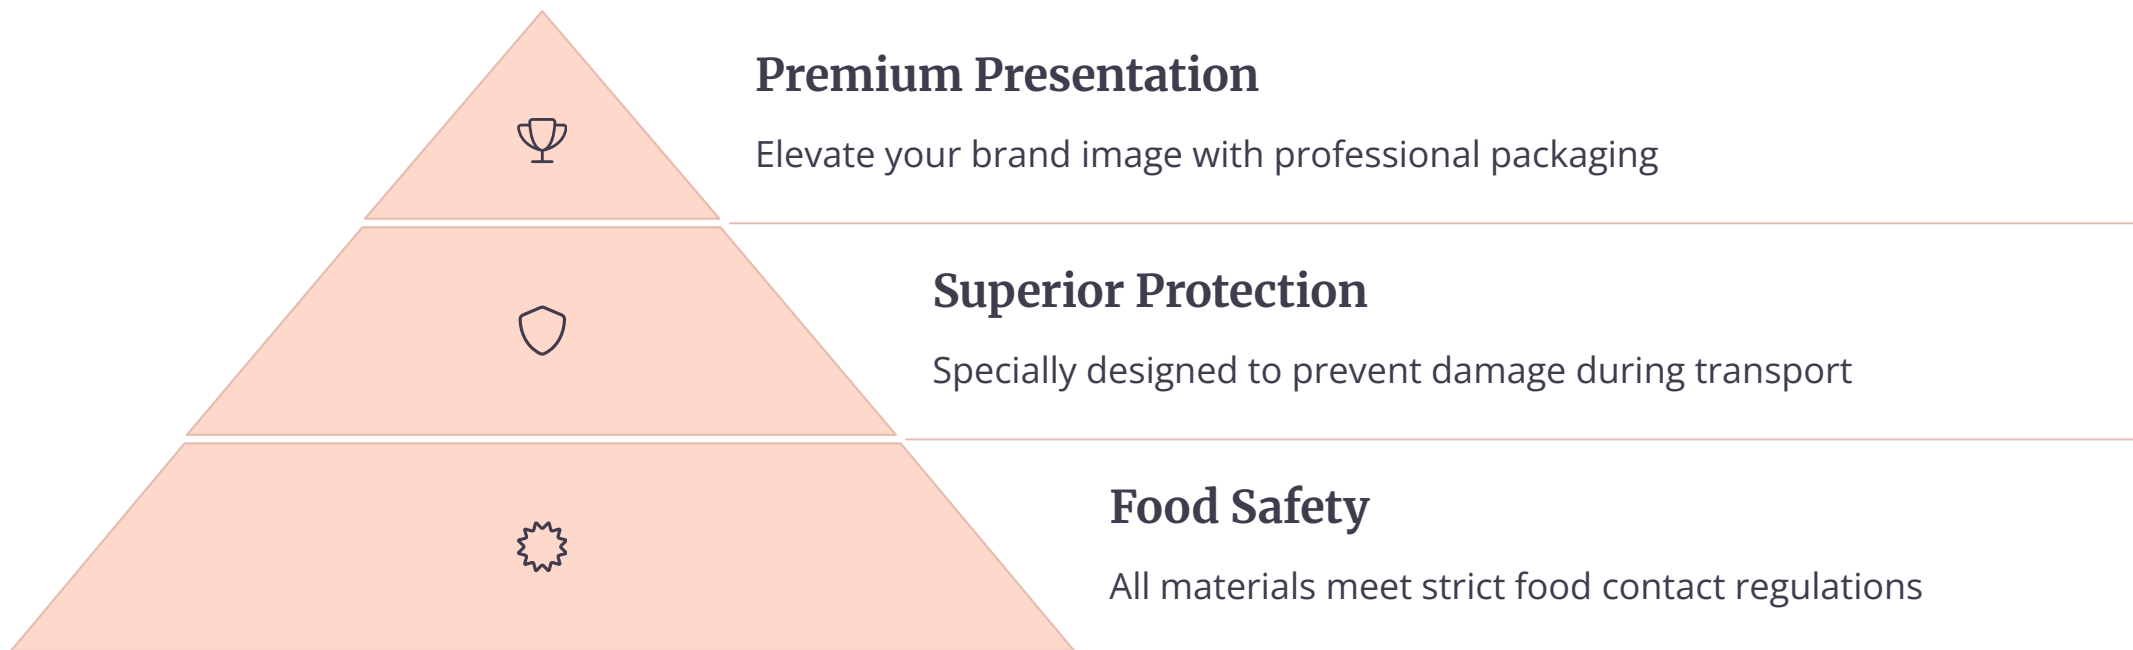 Premium Presentation
Elevate your brand image with professional packaging
Superior Protection
Specially designed to prevent damage during transport
Food Safety
All materials meet strict food contact regulations